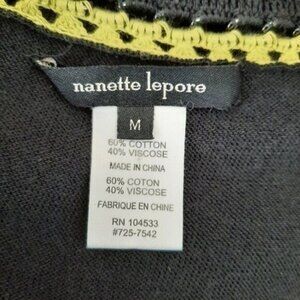 nanette lepore
M
60% COTTON
40% VISCOSE
MADE IN CHINA
60% COTON
40% VISCOSE
FABRIQUE EN CHINE
RN 104533
#725-7542